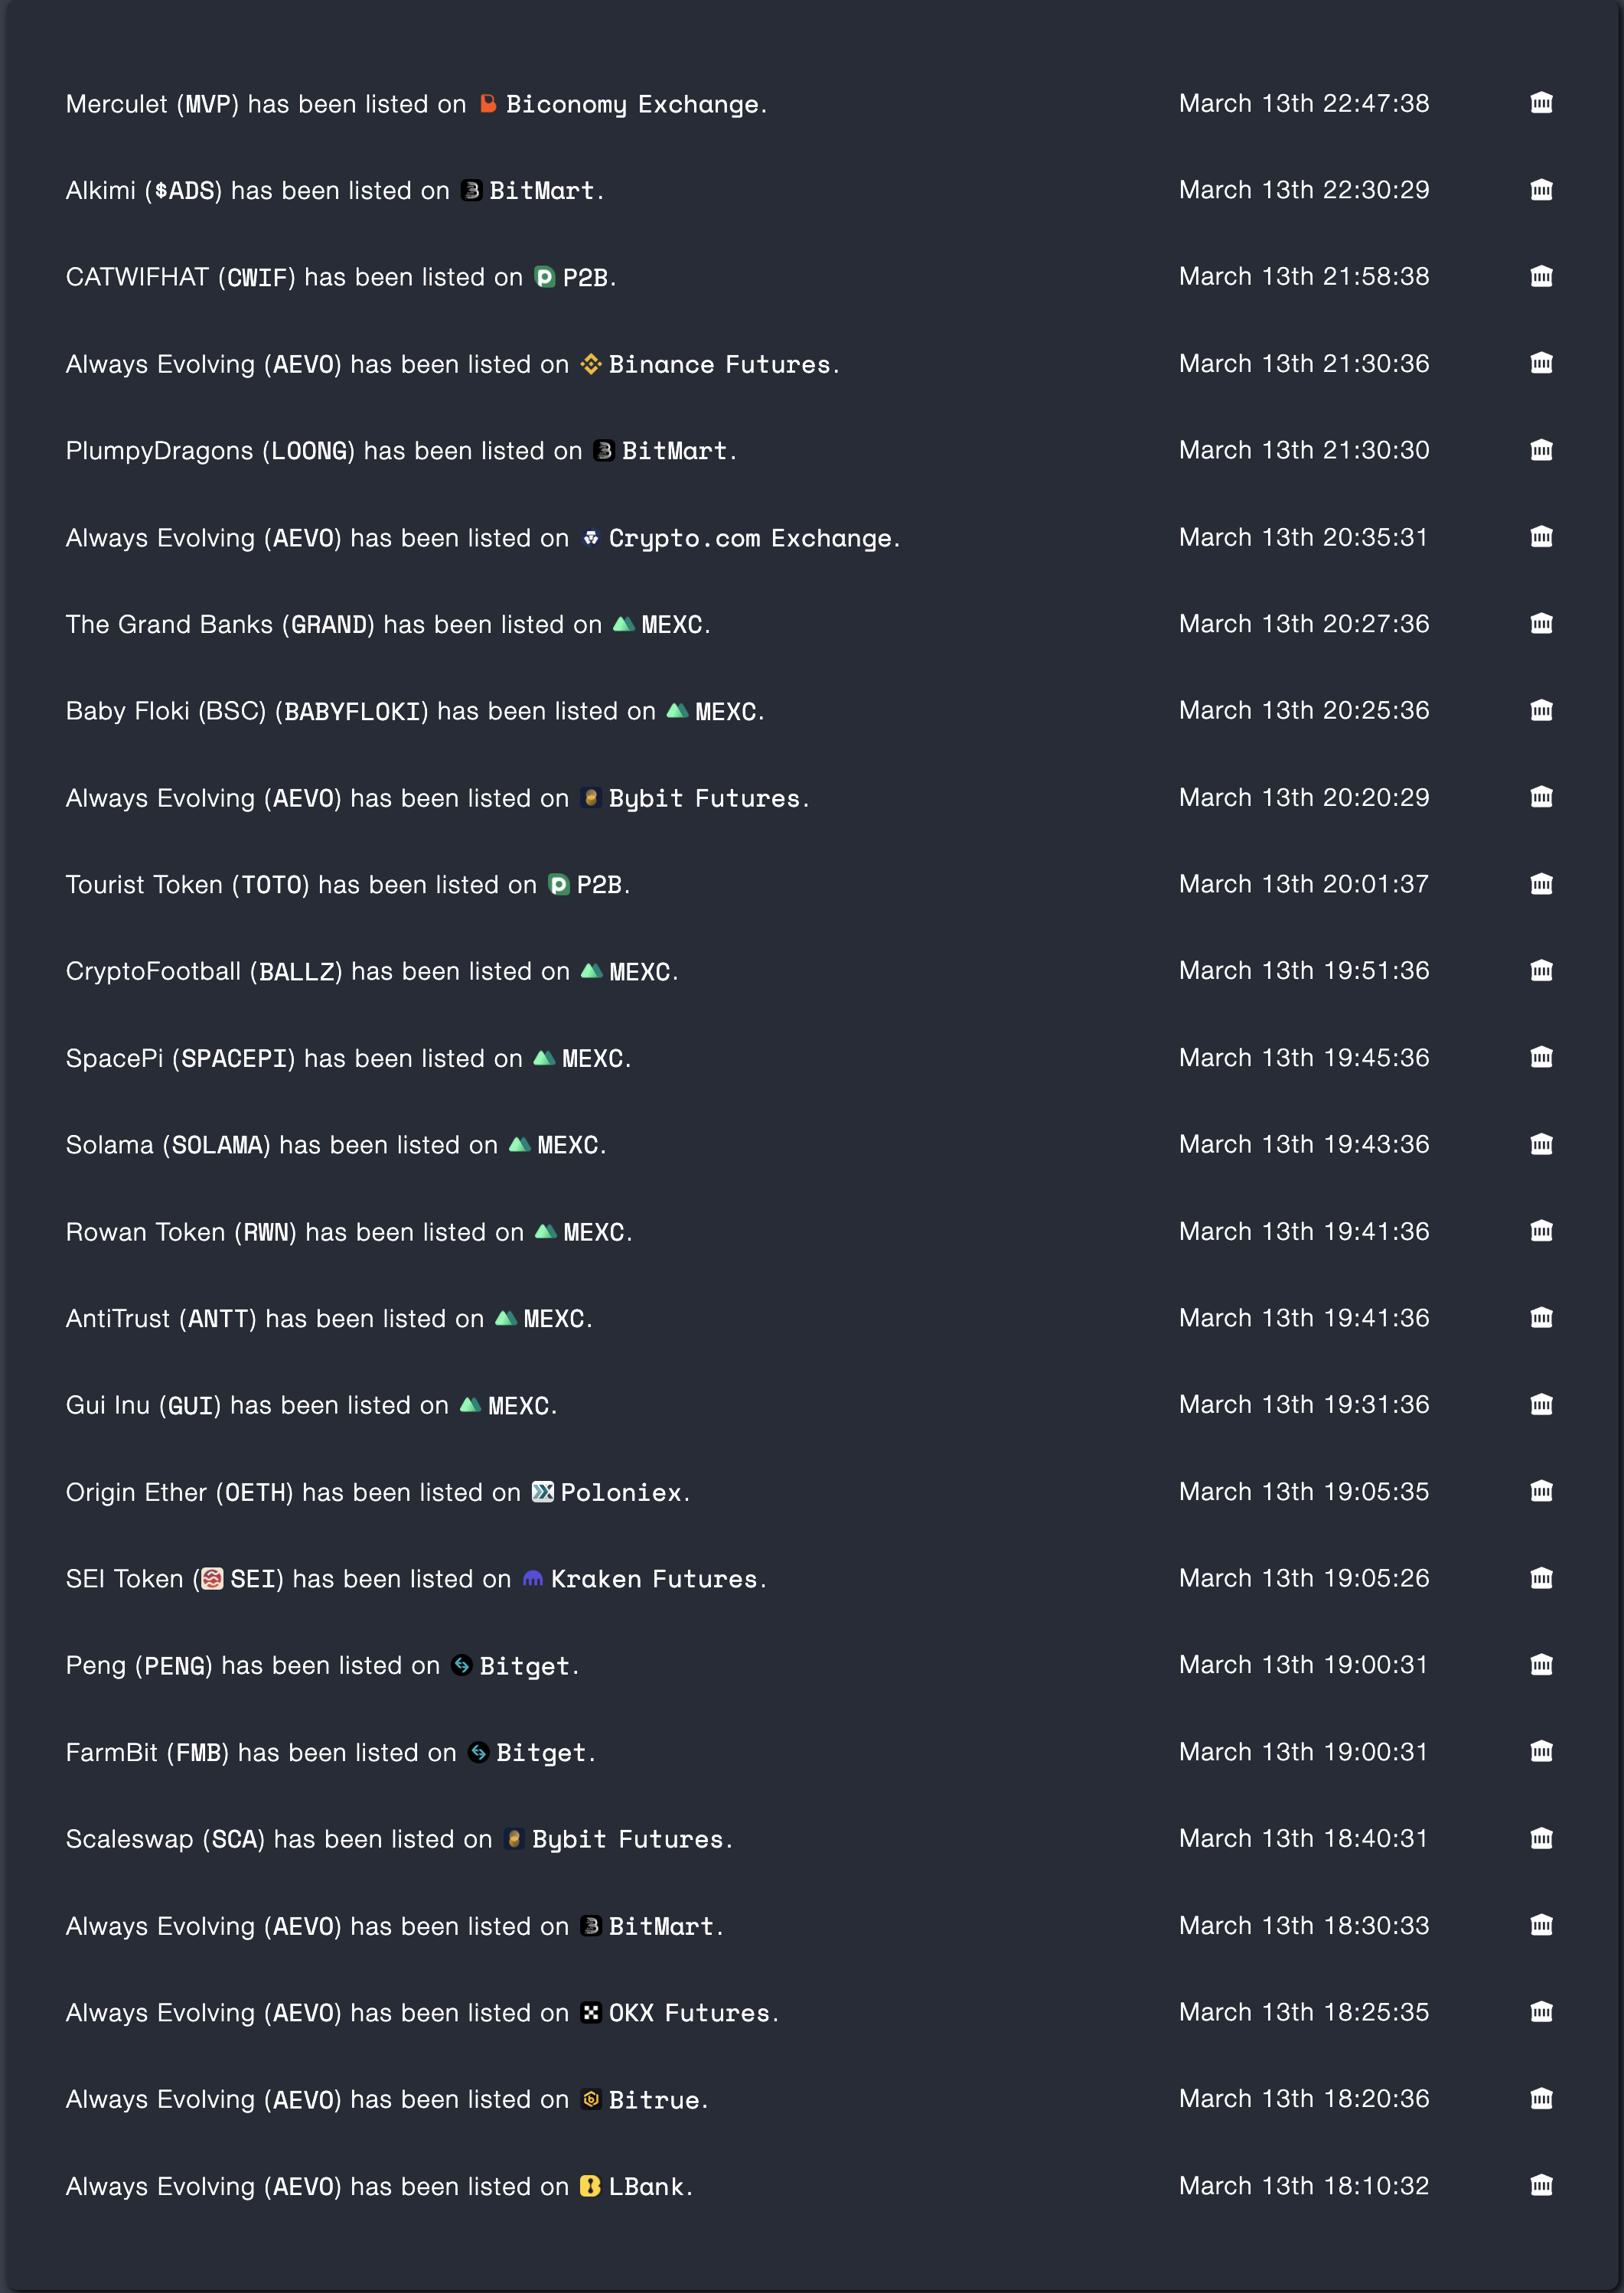 Merculet (MVP) has been listed on Biconomy Exchange. March 13th 22:47:38
Alkimi ($ADS) has been listed on BitMart. March 13th 22:30:29
CATWIFHAT (CWIF) has been listed on P2B. March 13th 21:58:38
Always Evolving (AEVO) has been listed on Binance Futures. March 13th 21:30:36
PlumpyDragons (LOONG) has been listed on BitMart. March 13th 21:30:30
Always Evolving (AEVO) has been listed on Crypto.com Exchange. March 13th 20:35:31
The Grand Banks (GRAND) has been listed on MEXC. March 13th 20:27:36
Baby Floki (BSC) (BABYFLOKI) has been listed on MEXC. March 13th 20:25:36
Always Evolving (AEVO) has been listed on Bybit Futures. March 13th 20:20:29
Tourist Token (TOTO) has been listed on P2B. March 13th 20:01:37
CryptoFootball (BALLZ) has been listed on MEXC. March 13th 19:51:36
SpacePi (SPACEPI) has been listed on MEXC. March 13th 19:45:36
Solama (SOLAMA) has been listed on MEXC. March 13th 19:43:36
Rowan Token (RWN) has been listed on MEXC. March 13th 19:41:36
AntiTrust (ANTT) has been listed on MEXC. March 13th 19:41:36
Gui Inu (GUI) has been listed on MEXC. March 13th 19:31:36
Origin Ether (OETH) has been listed on Poloniex. March 13th 19:05:35
SEI Token (SEI) has been listed on Kraken Futures. March 13th 19:05:26
Peng (PENG) has been listed on Bitget. March 13th 19:00:31
FarmBit (FMB) has been listed on Bitget. March 13th 19:00:31
Scaleswap (SCA) has been listed on Bybit Futures. March 13th 18:40:31
Always Evolving (AEVO) has been listed on BitMart. March 13th 18:30:33
Always Evolving (AEVO) has been listed on OKX Futures. March 13th 18:25:35
Always Evolving (AEVO) has been listed on Bitrue. March 13th 18:20:36
Always Evolving (AEVO) has been listed on LBank. March 13th 18:10:32